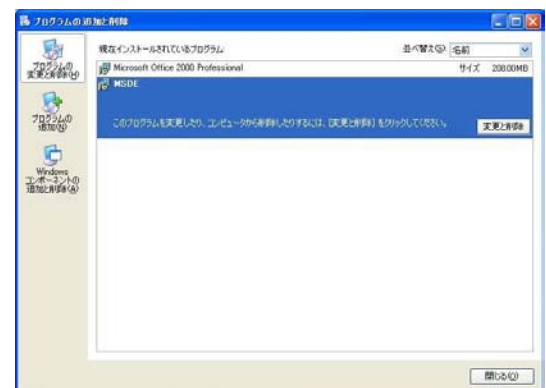 プログラムの追加と削除
プログラムの
変更と削除(H)
プログラムの
追加(N)
Windows
コンポーネントの
追加と削除(A)
現在インストールされているプログラム:
並べ替え(S):
名前
Microsoft Office 2000 Professional
サイズ
208.00MB
MSDE
このプログラムを変更したり、コンピュータから削除したりするには、[変更と削除] をクリックしてください。
変更と削除
閉じる(O)